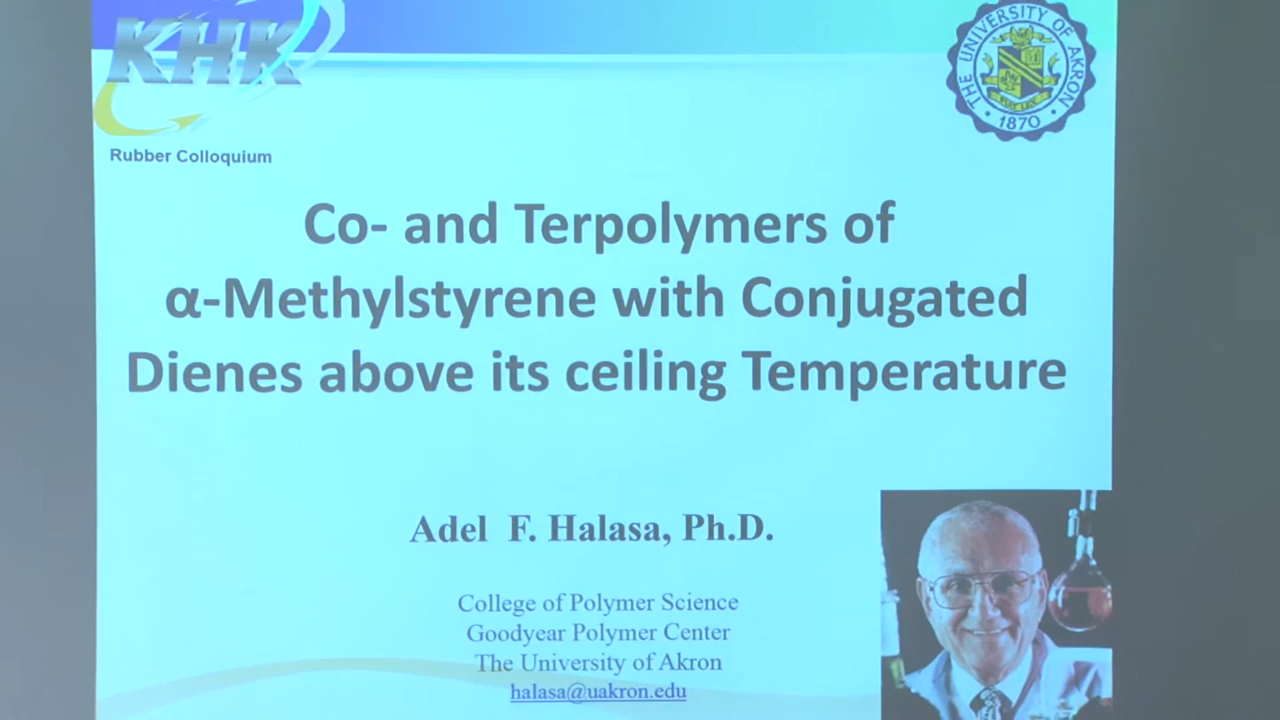 KHK
THE UNIVERSITY OF AKRON
1870
Rubber Colloquium
Co- and Terpolymers of
α-Methylstyrene with Conjugated
Dienes above its ceiling Temperature
Adel F. Halasa, Ph.D.
College of Polymer Science
Goodyear Polymer Center
The University of Akron
halasa@uakron.edu